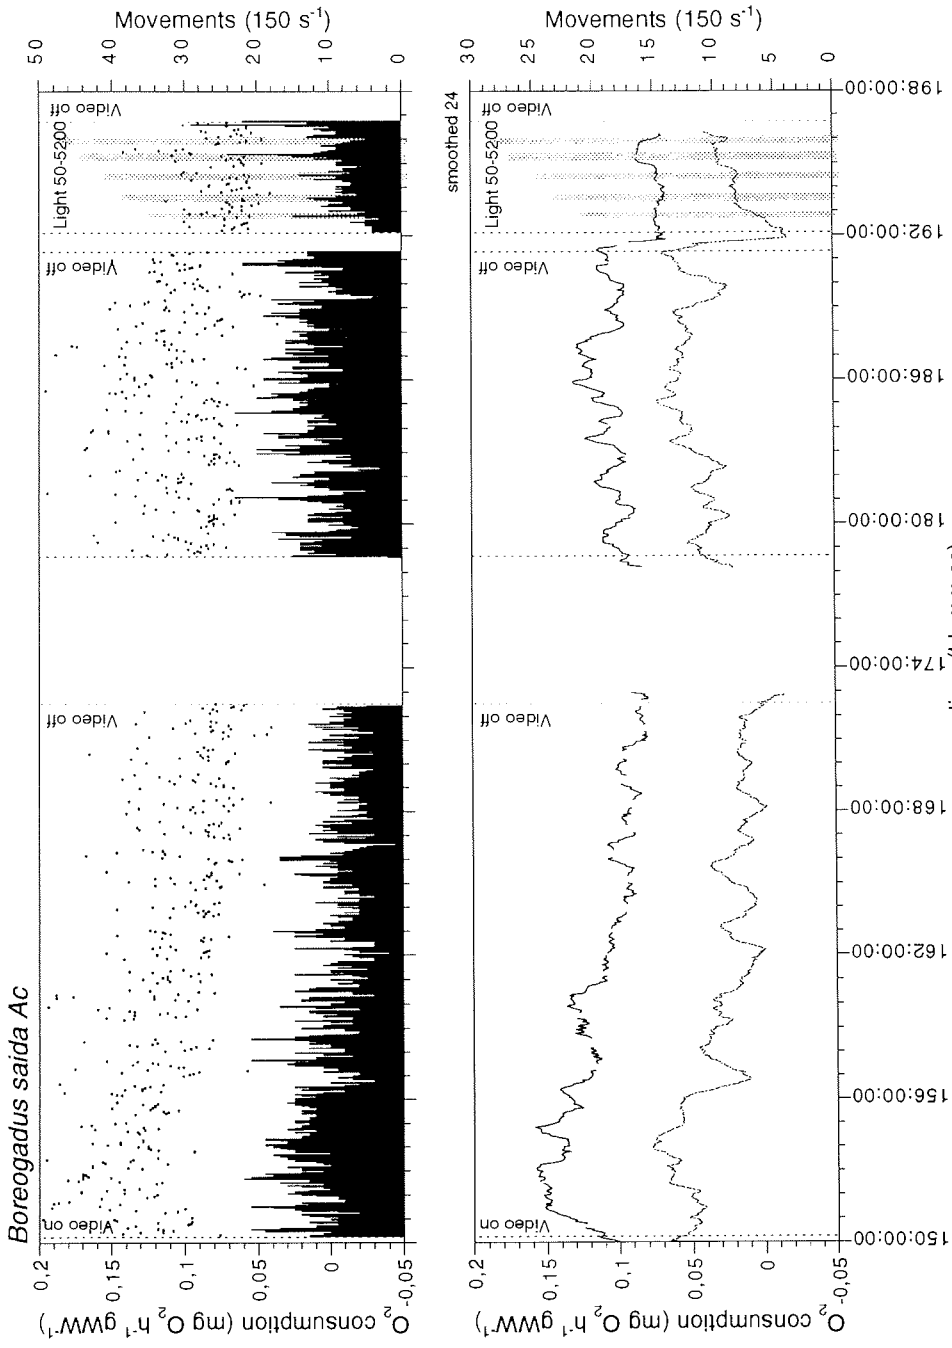 Boreogadus saida Ac
O₂ consumption (mg O₂ h⁻¹ gWW⁻¹)
0,2
0,15
0,1
0,05
0
-0,05
Video on
Video off
Video off
Light 50-5200
Video off
Movements (150 s⁻¹)
50
40
30
20
10
0
O₂ consumption (mg O₂ h⁻¹ gWW⁻¹)
0,2
0,15
0,1
0,05
0
-0,05
Video on
Video off
Video off
Light 50-5200
Video off
smoothed 24
Movements (150 s⁻¹)
30
25
20
15
10
5
0
150:00:00
156:00:00
162:00:00
168:00:00
174:00:00
180:00:00
186:00:00
192:00:00
198:00:00